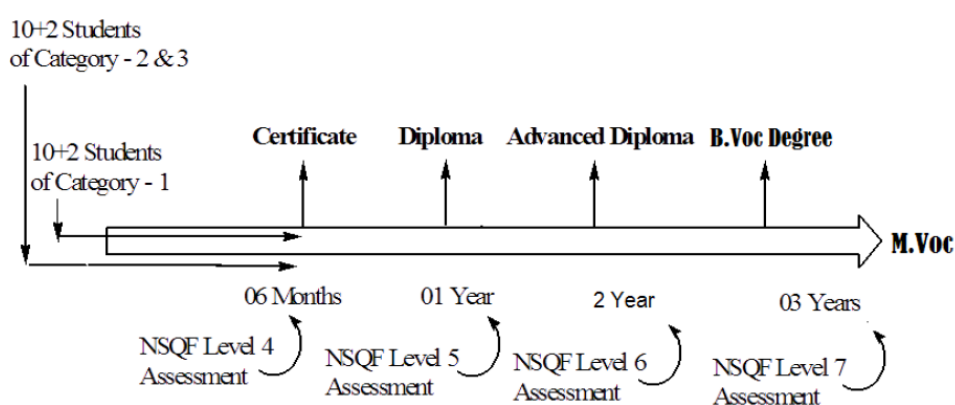 10+2 Students
of Category - 2 & 3
10+2 Students
of Category - 1
Certificate
Diploma
Advanced Diploma
B.Voc Degree
M.Voc
06 Months
01 Year
2 Year
03 Years
NSQF Level 4
Assessment
NSQF Level 5
Assessment
NSQF Level 6
Assessment
NSQF Level 7
Assessment